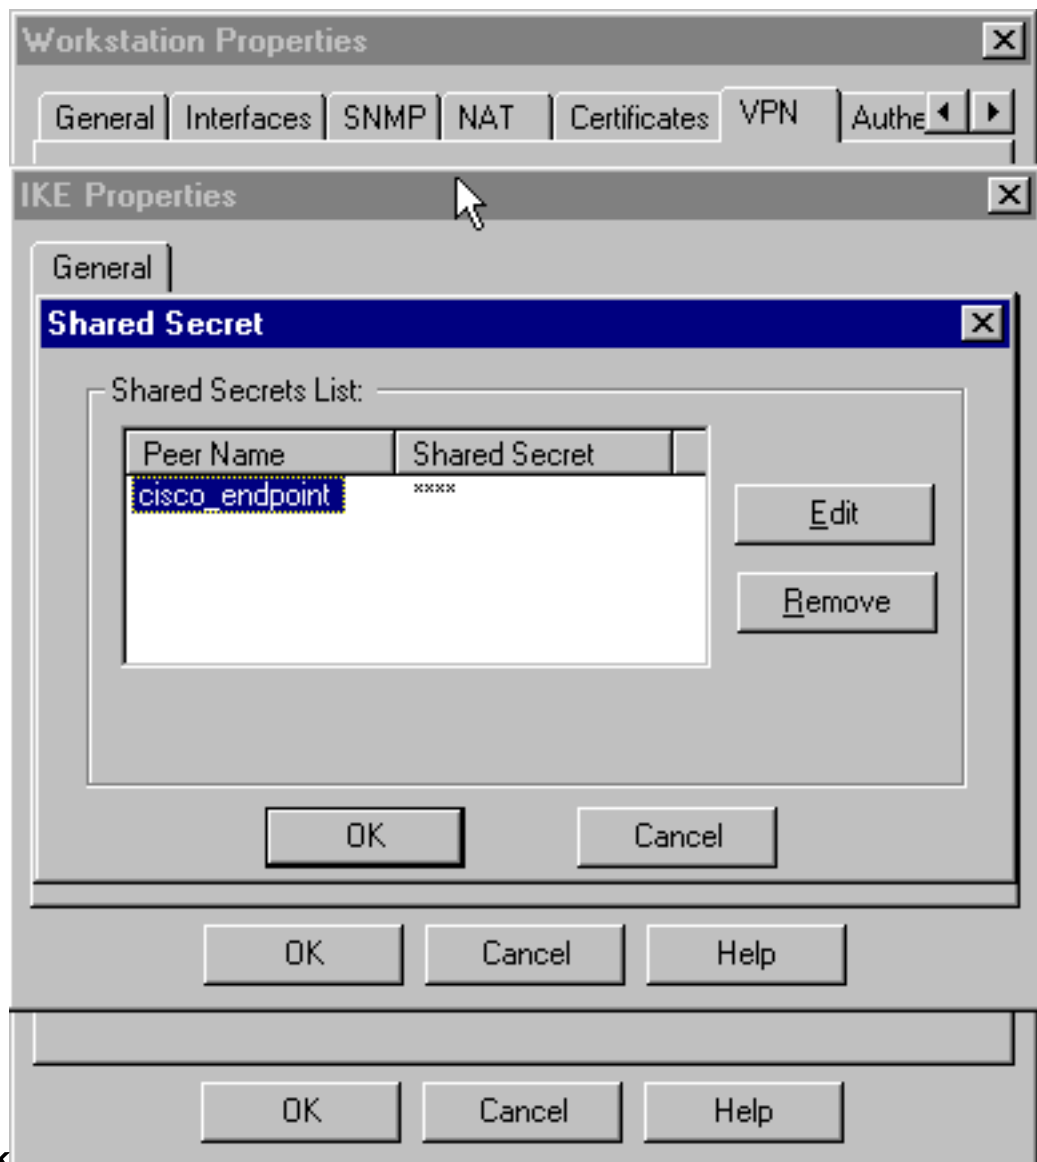 Workstation Properties
General Interfaces SNMP NAT Certificates VPN Authe
IKE Properties
General
Shared Secret
Shared Secrets List:
Peer Name Shared Secret
cisco_endpoint ****
Edit
Remove
OK Cancel
OK Cancel Help
OK Cancel Help